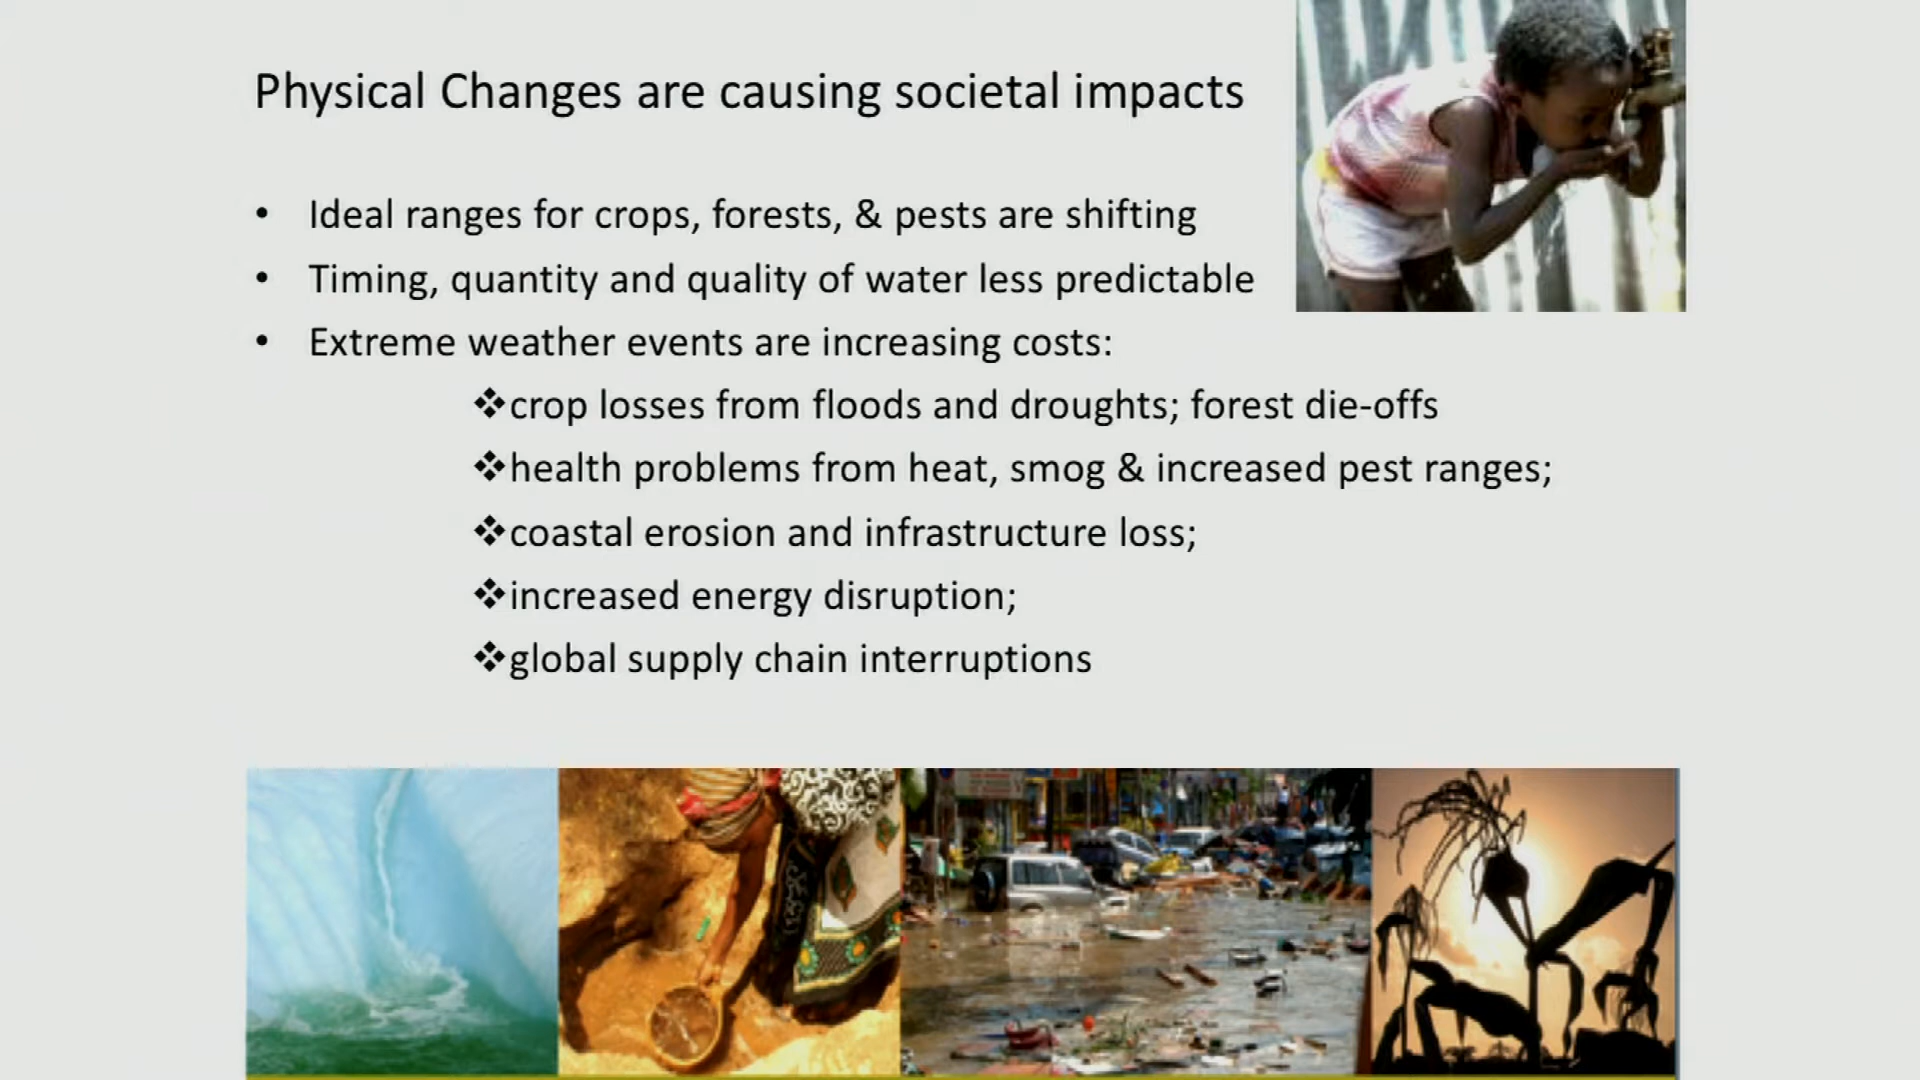 Physical Changes are causing societal impacts
• Ideal ranges for crops, forests, & pests are shifting
• Timing, quantity and quality of water less predictable
• Extreme weather events are increasing costs:
❖crop losses from floods and droughts; forest die-offs
❖health problems from heat, smog & increased pest ranges;
❖coastal erosion and infrastructure loss;
❖increased energy disruption;
❖global supply chain interruptions